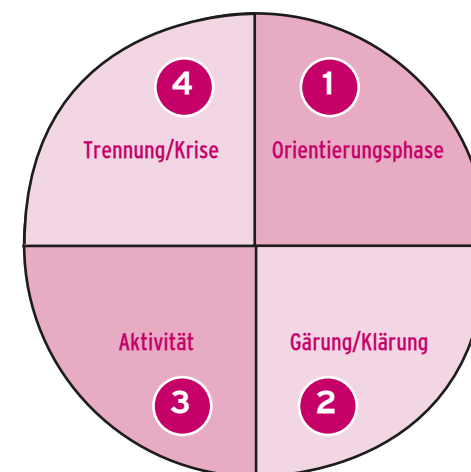 4
Trennung/Krise
1
Orientierungsphase
Aktivität
3
Gärung/Klärung
2